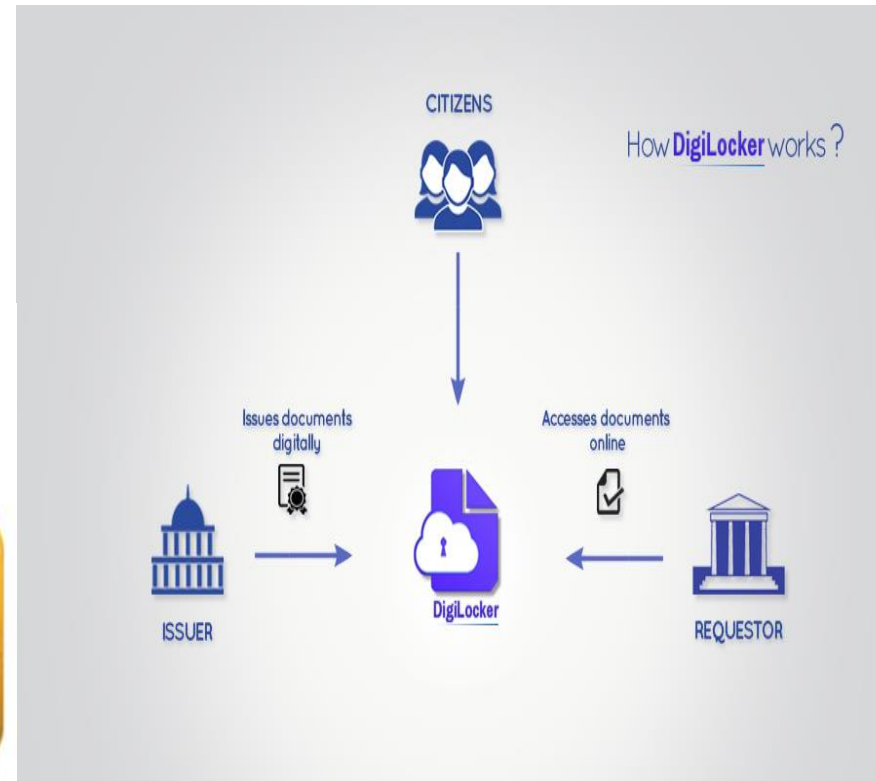 CITIZENS
How DigiLocker works ?
Issues documents
digitally
Accesses documents
online
DigiLocker
ISSUER
REQUESTOR